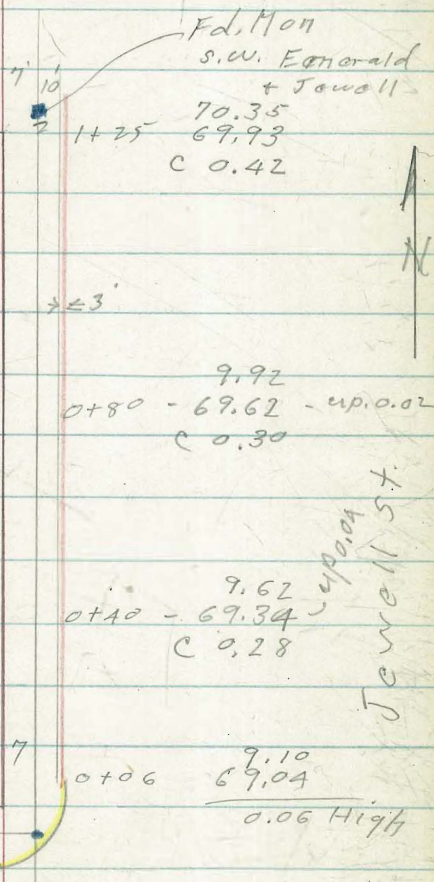 Fd. Mon
S.W. Emerald
+ Jewell
7' 10'
2
1+25
70.35
69.93
C 0.42
N
3'
9.92
0+80 - 69.62 - up.0.02
C 0.30
9.62
0+40 - 69.34 - up 0.04
C 0.28
Jewell St.
7
9.10
0+06 69.04
0.06 High